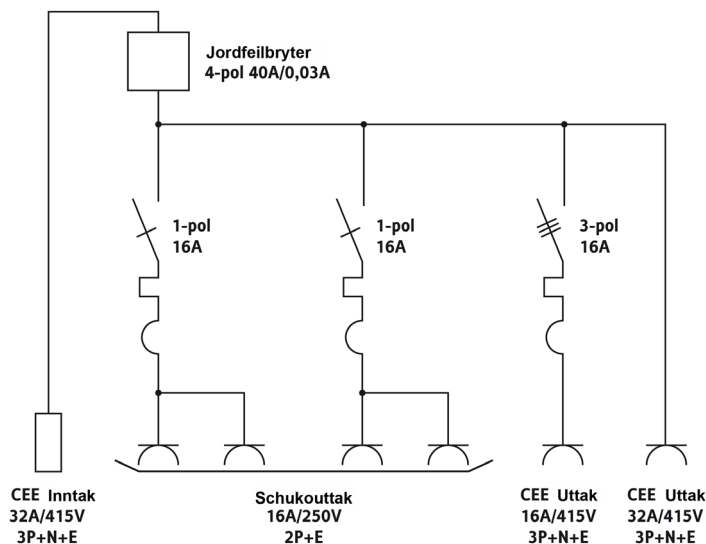 Jordfeilbryter
4-pol 40A/0,03A
1-pol
16A
1-pol
16A
3-pol
16A
CEE Inntak
32A/415V
3P+N+E
Schukouttak
16A/250V
2P+E
CEE Uttak
16A/415V
3P+N+E
CEE Uttak
32A/415V
3P+N+E